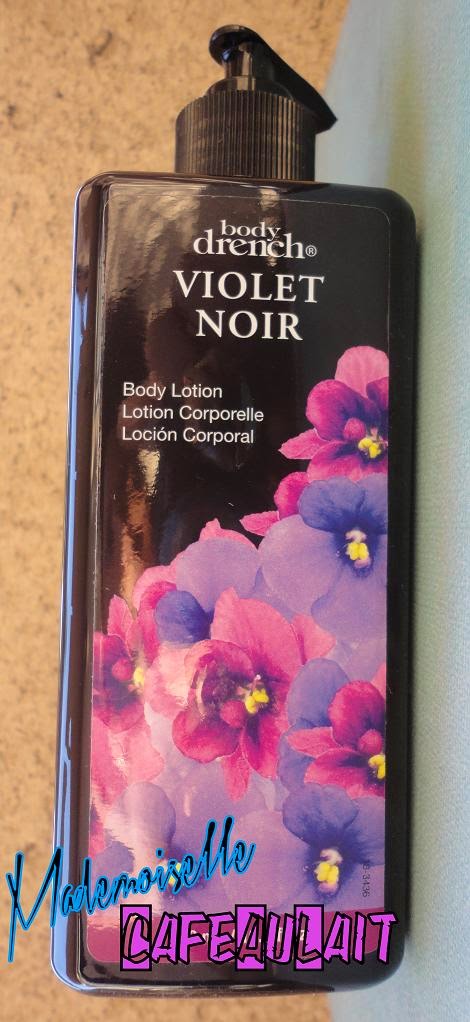 body
drench®
VIOLET
NOIR
Body Lotion
Lotion Corporelle
Loción Corporal
Mademoiselle
CAFEAULAIT